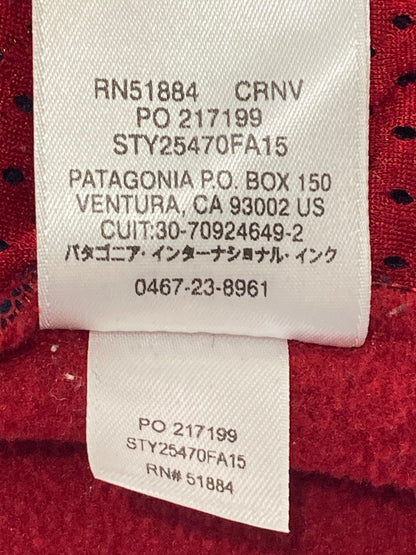 RN51884 CRNV
PO 217199
STY25470FA15
PATAGONIA P.O. BOX 150
VENTURA, CA 93002 US
CUIT:30-70924649-2
パタゴニア・インターナショナル・インク
0467-23-8961
PO 217199
STY25470FA15
RN# 51884